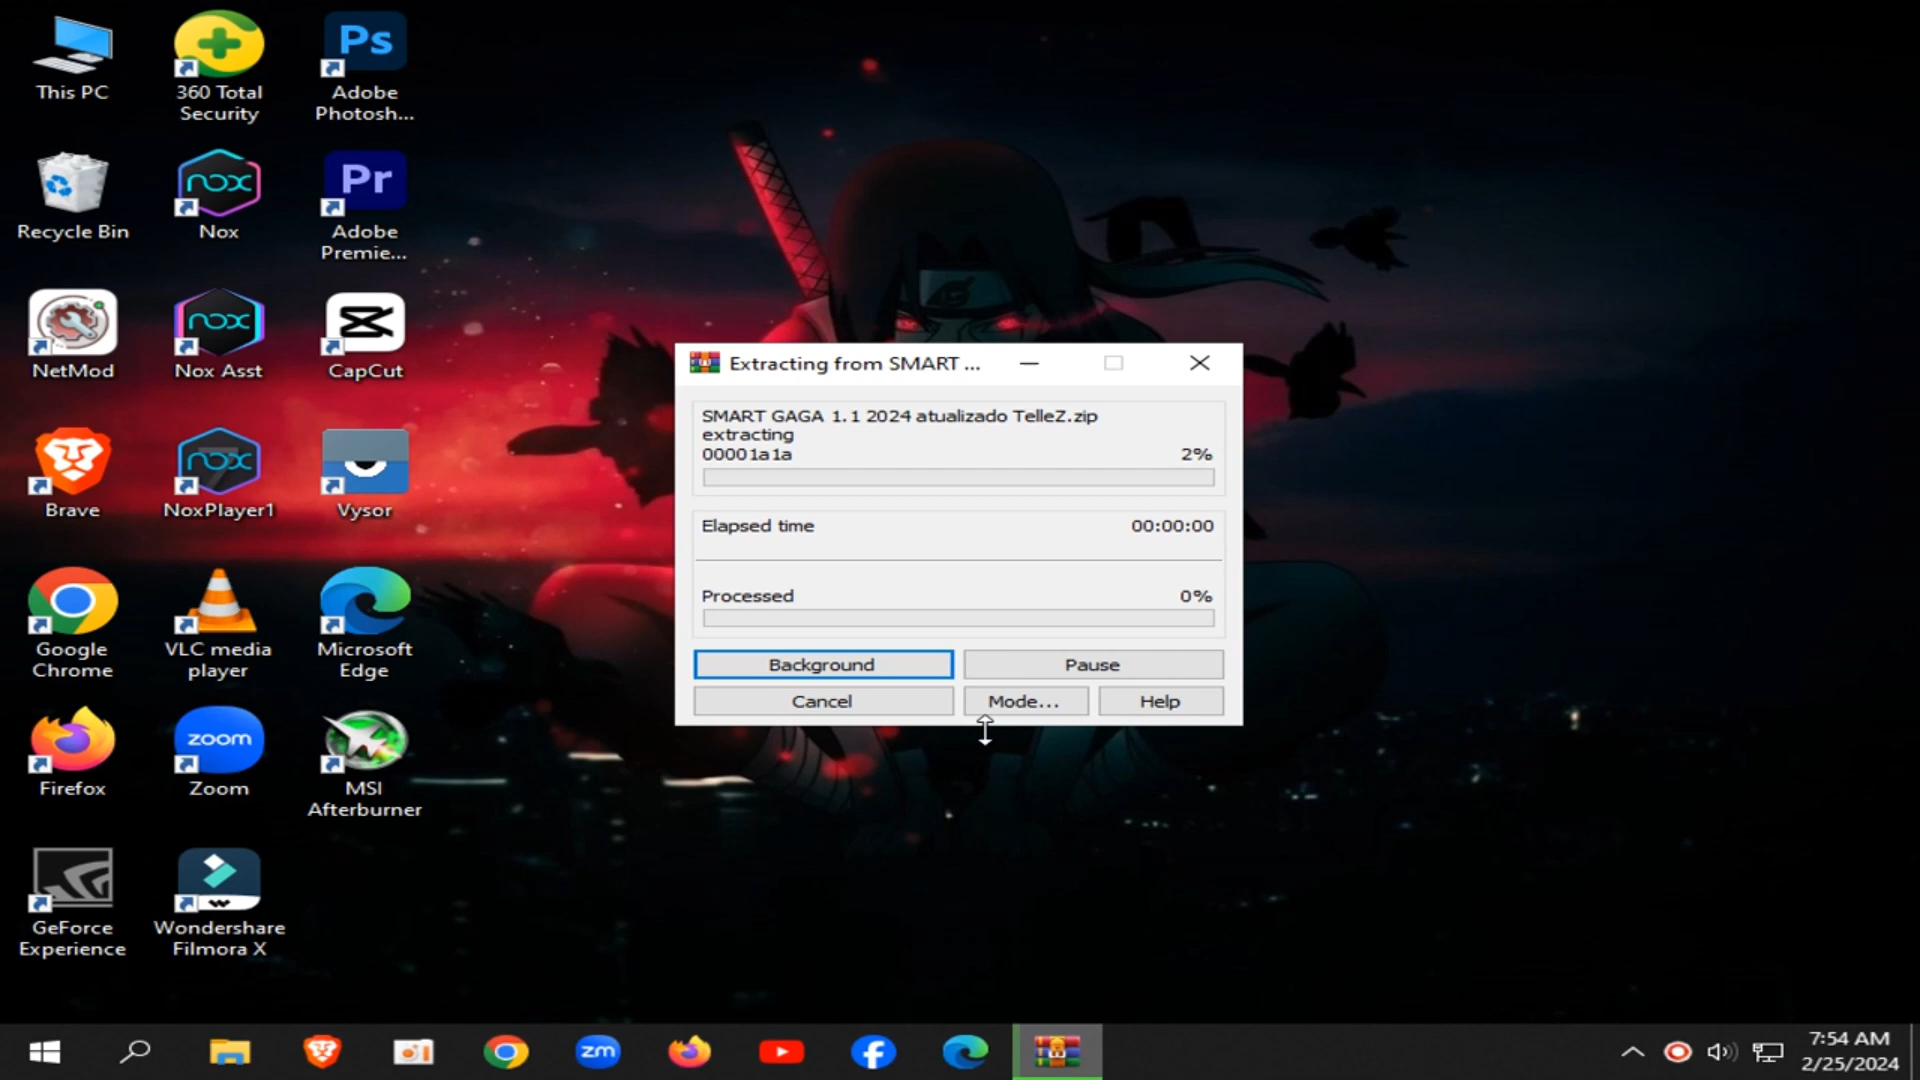 This PC
360 Total
Security
Ps
Adobe
Photosh...
Recycle Bin
nox
Nox
Pr
Adobe
Premie...
NetMod
nox
Nox Asst
CapCut
Brave
nox
NoxPlayer1
Vysor
Google
Chrome
VLC media
player
Microsoft
Edge
Firefox
zoom
Zoom
MSI
Afterburner
GeForce
Experience
Wondershare
Filmora X
Extracting from SMART ...
SMART GAGA 1.1 2024 atualizado TelleZ.zip
extracting
00001a1a 2%
Elapsed time 00:00:00
Processed 0%
Background Pause
Cancel Mode... Help
zm
7:54 AM
2/25/2024